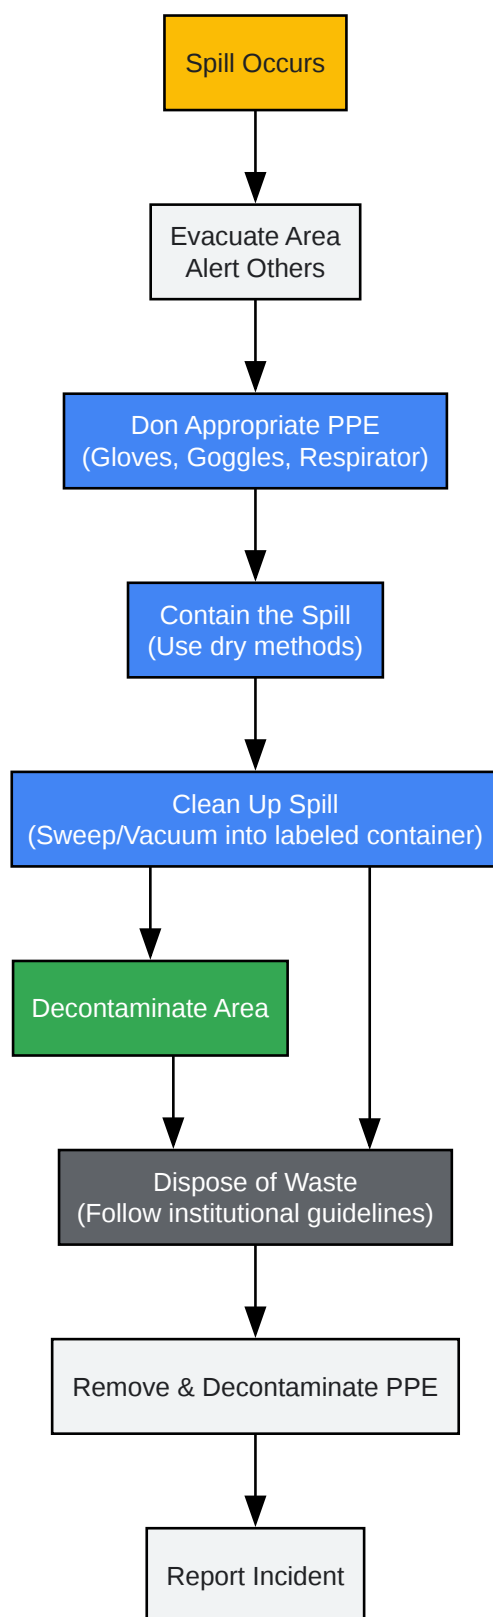 Spill Occurs
Evacuate Area
Alert Others
Don Appropriate PPE
(Gloves, Goggles, Respirator)
Contain the Spill
(Use dry methods)
Clean Up Spill
(Sweep/Vacuum into labeled container)
Decontaminate Area
Dispose of Waste
(Follow institutional guidelines)
Remove & Decontaminate PPE
Report Incident